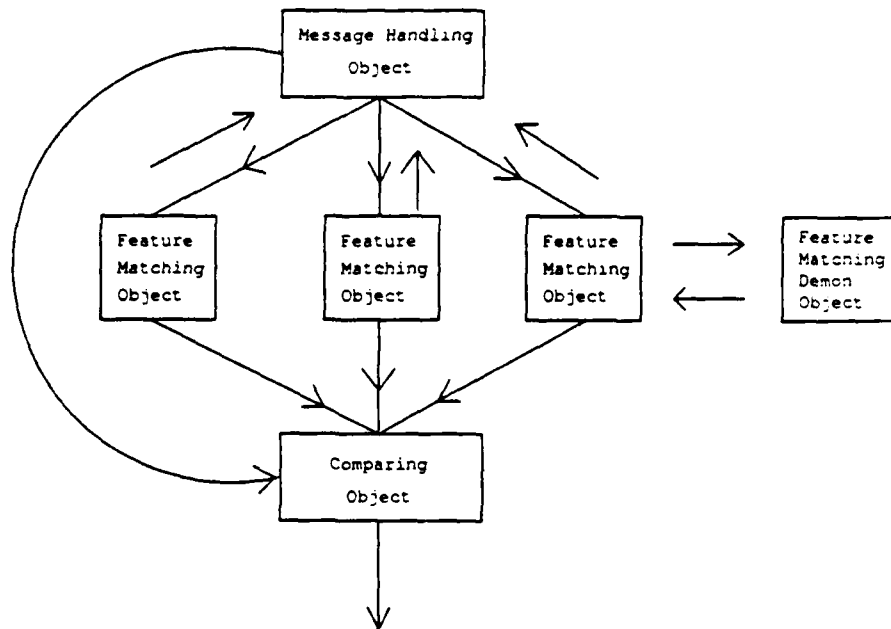 Message Handling
Object
Feature
Matching
Object
Feature
Matching
Object
Feature
Matching
Object
Feature
Matching
Demon
Object
Comparing
Object